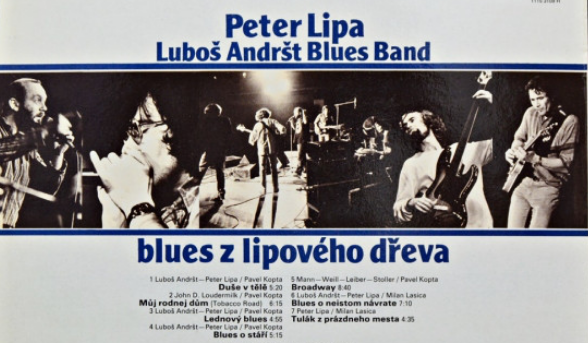 Peter Lipa
Luboš Andršt Blues Band
blues z lipového dřeva
1 Luboš Andršt—Peter Lipa / Pavel Kopta
Duše v těle 5:20
2 John D. Loudermilk / Pavel Kopta
Můj rodnej dům (Tobacco Road) 6:15
3 Luboš Andršt—Peter Lipa / Pavel Kopta
Lednový blues 4:55
4 Luboš Andršt—Peter Lipa / Pavel Kopta
Blues o stáří 5:15
5 Mann—Weill—Leiber—Stoller / Pavel Kopta
Broadway 8:40
6 Luboš Andršt—Peter Lipa / Milan Lasica
Blues o neistom návrate 7:10
7 Peter Lipa / Milan Lasica
Tulák z prázdneho mesta 4:35